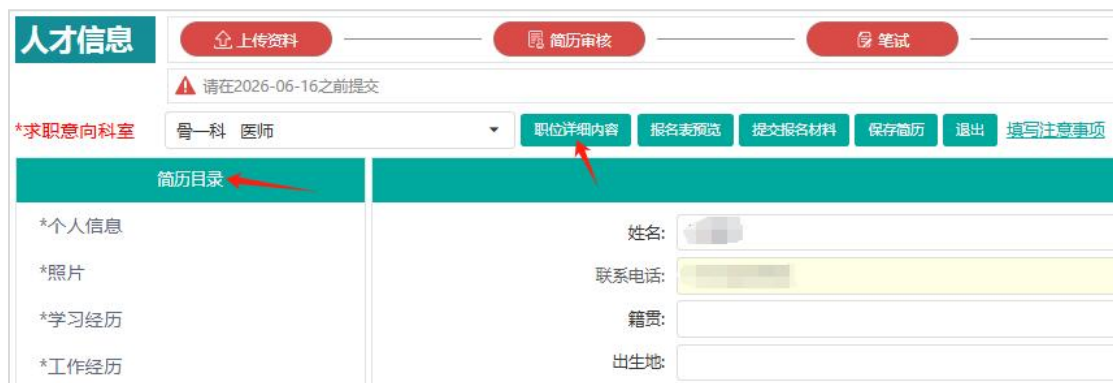 人才信息
上传资料
简历审核
笔试
请在2026-06-16之前提交
*求职意向科室
骨一科 医师
职位详细内容
报名表预览
提交报名材料
保存简历
退出
填写注意事项
简历目录
*个人信息
*照片
*学习经历
*工作经历
姓名:
联系电话:
籍贯:
出生地: